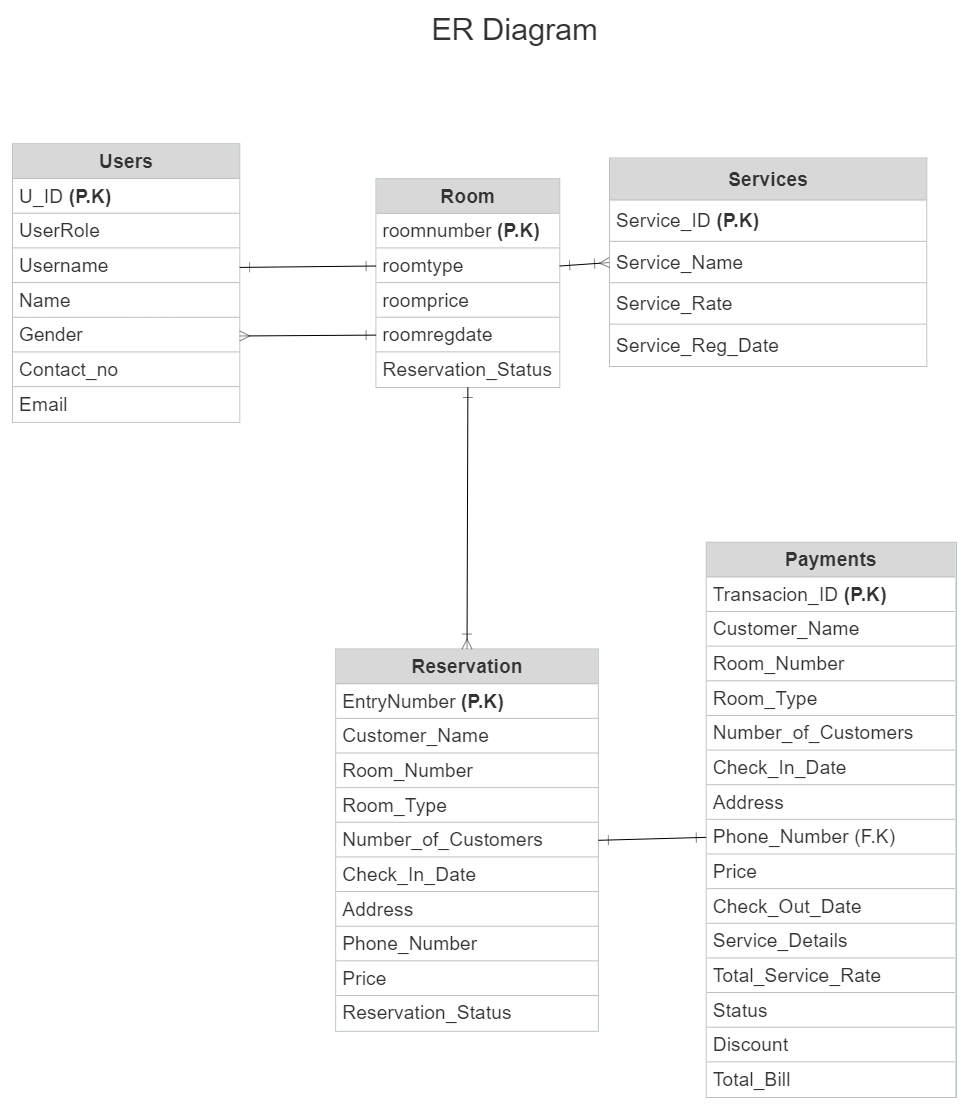 ER Diagram
Users
U_ID (P.K)
UserRole
Username
Name
Gender
Contact_no
Email
Room
roomnumber (P.K)
roomtype
roomprice
roomregdate
Reservation_Status
Services
Service_ID (P.K)
Service_Name
Service_Rate
Service_Reg_Date
Reservation
EntryNumber (P.K)
Customer_Name
Room_Number
Room_Type
Number_of_Customers
Check_In_Date
Address
Phone_Number
Price
Reservation_Status
Payments
Transacion_ID (P.K)
Customer_Name
Room_Number
Room_Type
Number_of_Customers
Check_In_Date
Address
Phone_Number (F.K)
Price
Check_Out_Date
Service_Details
Total_Service_Rate
Status
Discount
Total_Bill